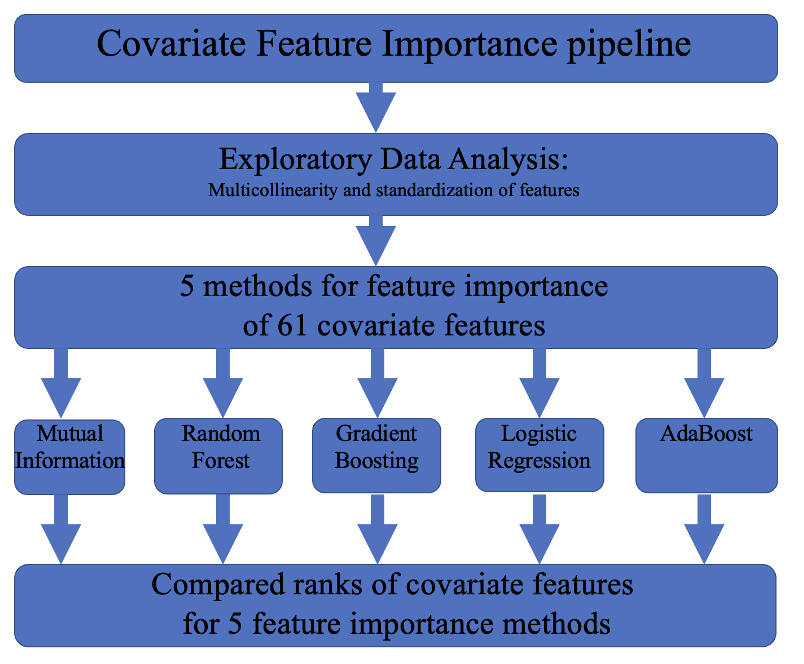 Covariate Feature Importance pipeline
Exploratory Data Analysis:
Multicollinearity and standardization of features
5 methods for feature importance
of 61 covariate features
Mutual
Information
Random
Forest
Gradient
Boosting
Logistic
Regression
AdaBoost
Compared ranks of covariate features
for 5 feature importance methods